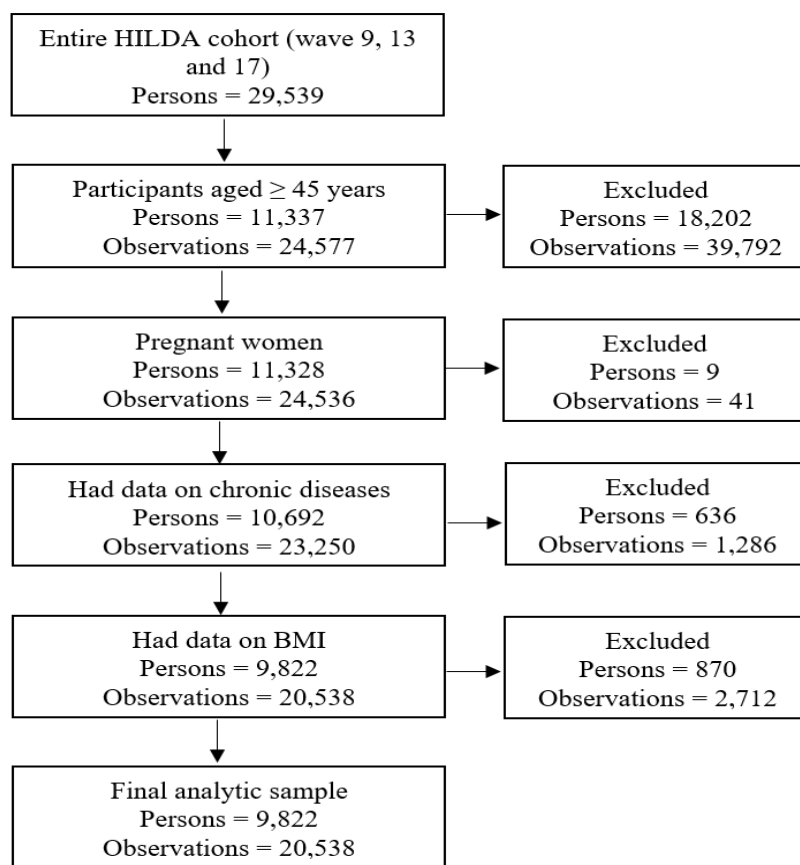 Entire HILDA cohort (wave 9, 13
and 17)
Persons = 29,539
Participants aged ≥ 45 years
Persons = 11,337
Observations = 24,577
Excluded
Persons = 18,202
Observations = 39,792
Pregnant women
Persons = 11,328
Observations = 24,536
Excluded
Persons = 9
Observations = 41
Had data on chronic diseases
Persons = 10,692
Observations = 23,250
Excluded
Persons = 636
Observations = 1,286
Had data on BMI
Persons = 9,822
Observations = 20,538
Excluded
Persons = 870
Observations = 2,712
Final analytic sample
Persons = 9,822
Observations = 20,538